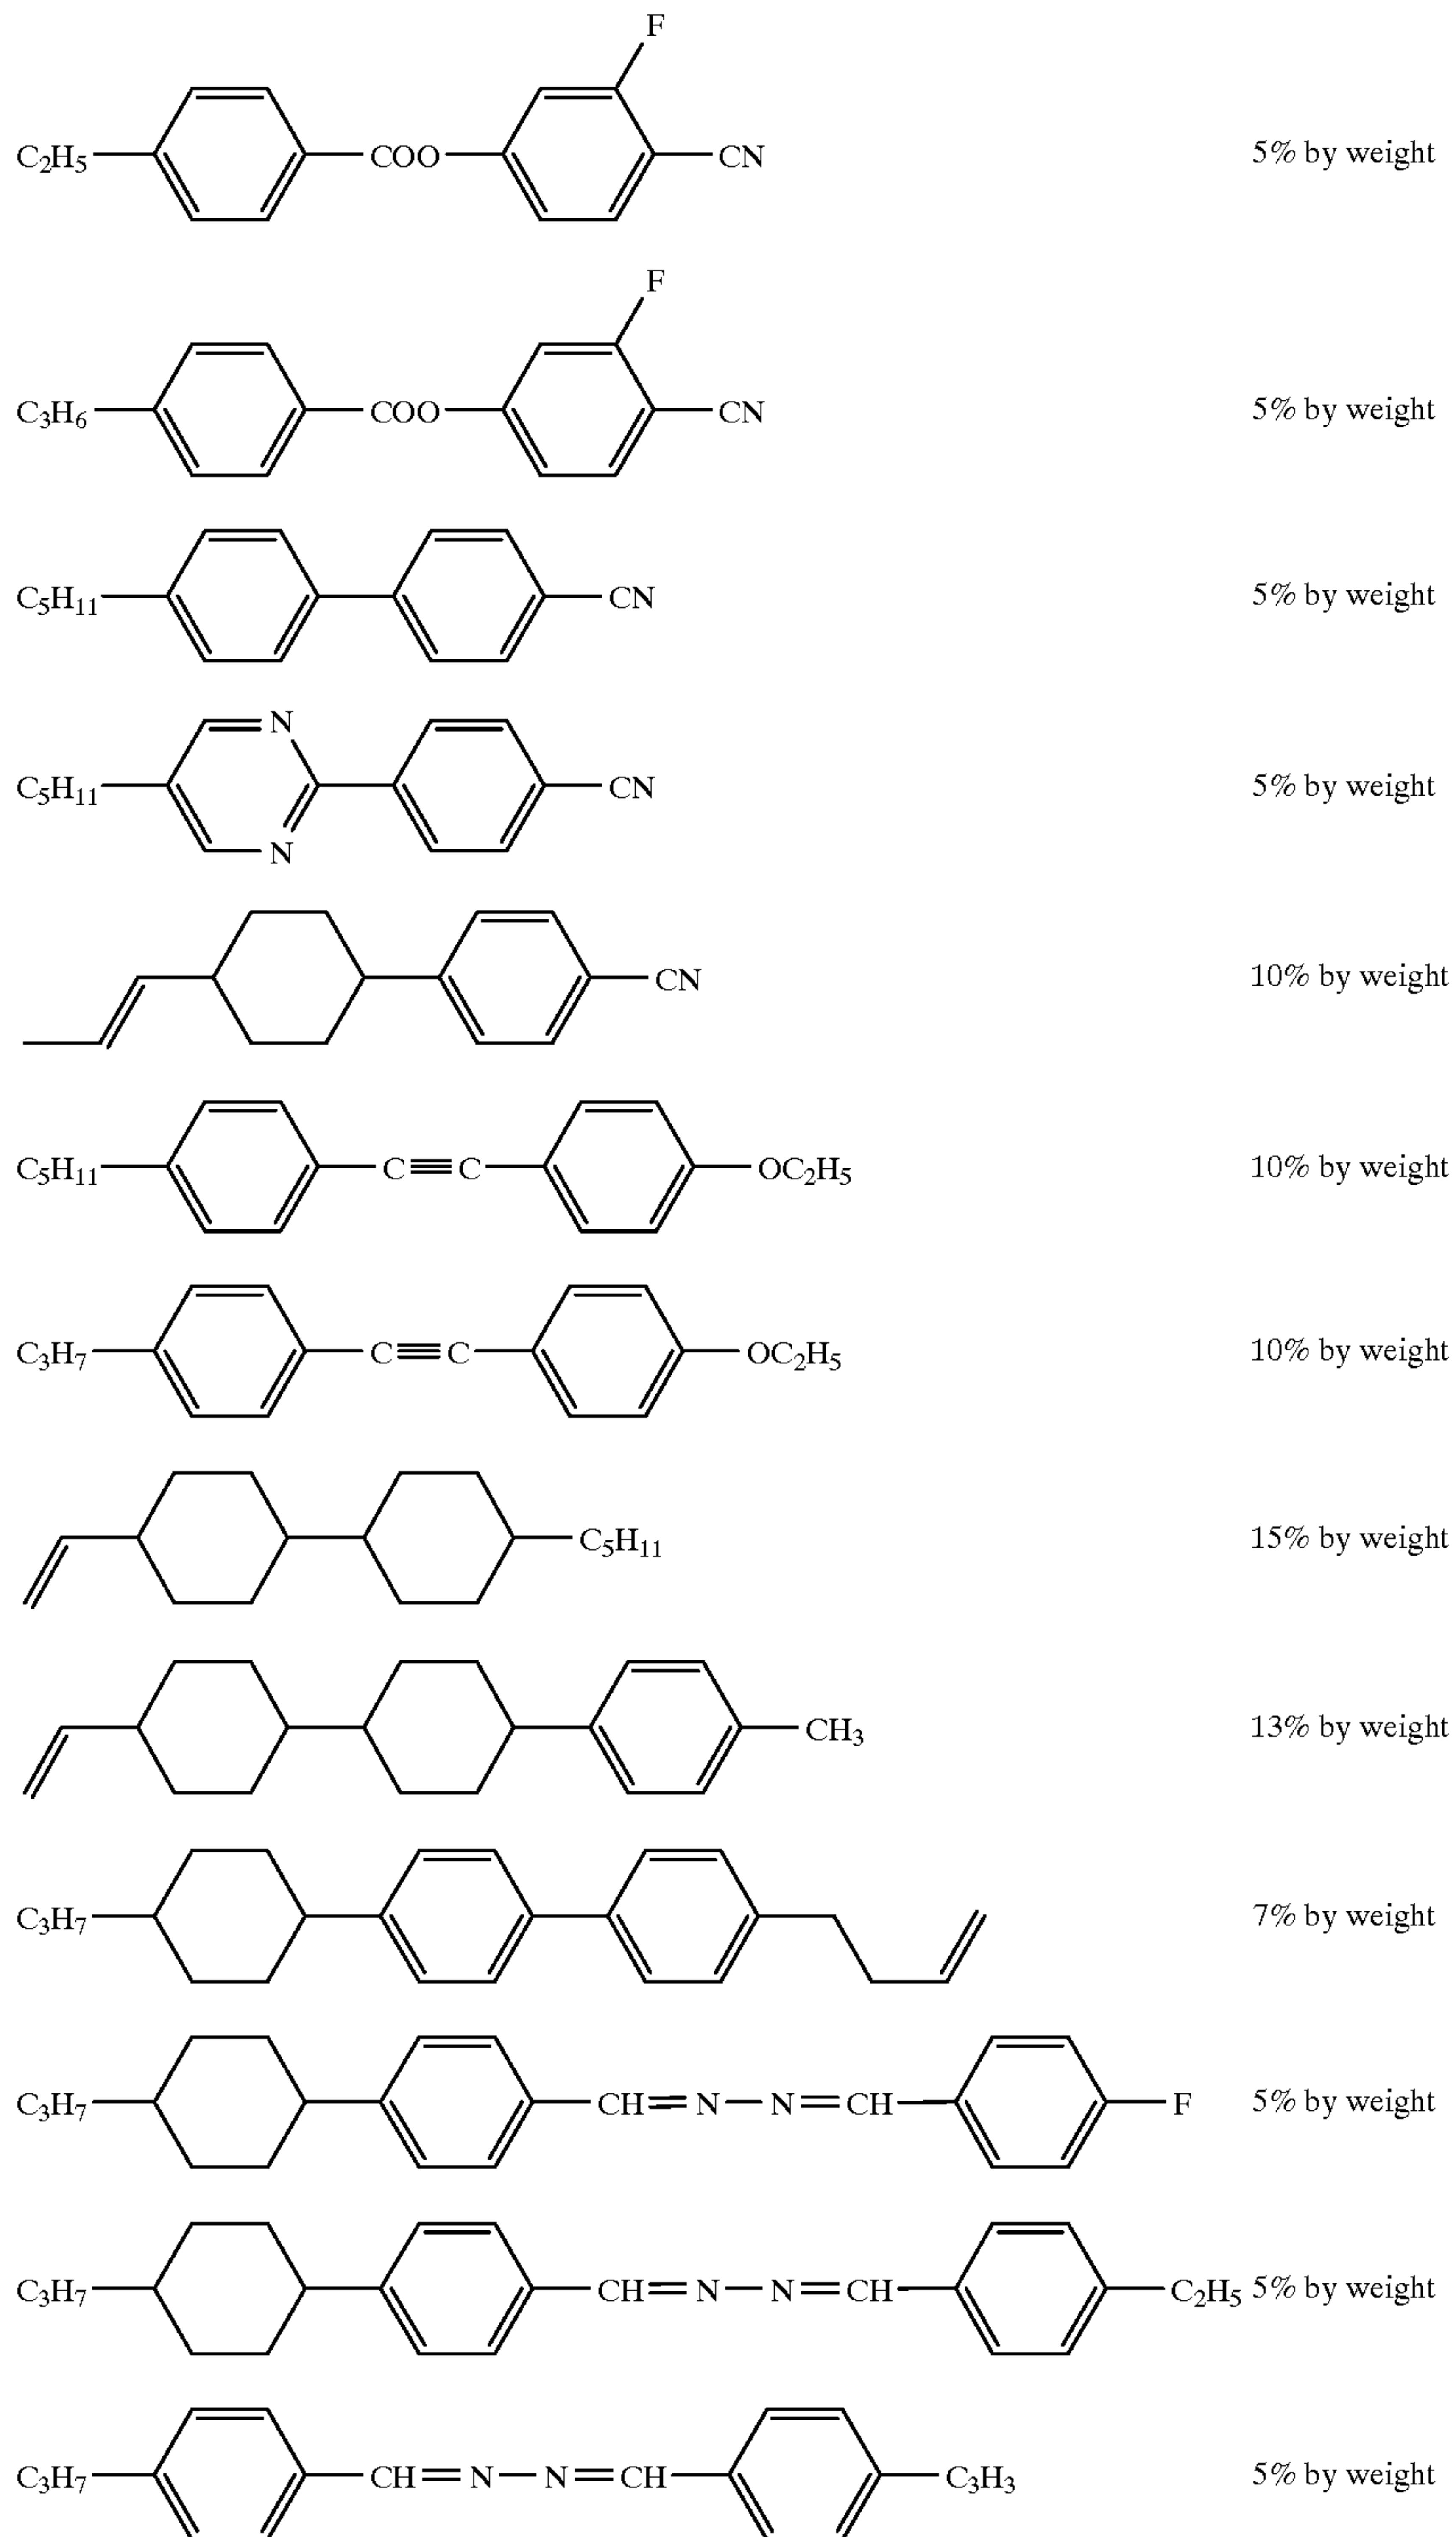 F
C2H5 COO CN 5% by weight
F
C3H6 COO CN 5% by weight
C5H11 CN 5% by weight
N
C5H11 CN 5% by weight
N
CN 10% by weight
C5H11 C≡C OC2H5 10% by weight
C3H7 C≡C OC2H5 10% by weight
C5H11 15% by weight
CH3 13% by weight
C3H7 7% by weight
C3H7 CH=N—N=CH F 5% by weight
C3H7 CH=N—N=CH C2H5 5% by weight
C3H7 CH=N—N=CH C3H3 5% by weight